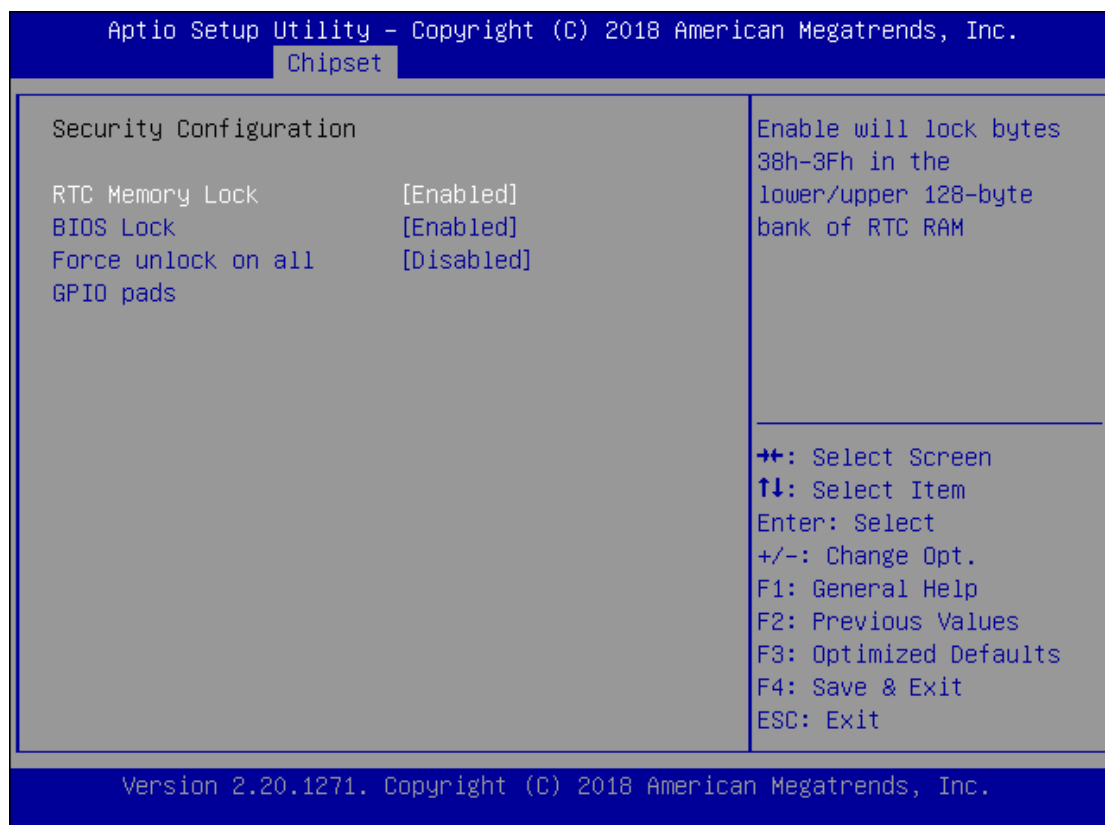 Aptio Setup Utility – Copyright (C) 2018 American Megatrends, Inc.
Chipset
Security Configuration
RTC Memory Lock [Enabled]
BIOS Lock [Enabled]
Force unlock on all [Disabled]
GPIO pads
Enable will lock bytes
38h–3Fh in the
lower/upper 128–byte
bank of RTC RAM
→←: Select Screen
↑↓: Select Item
Enter: Select
+/–: Change Opt.
F1: General Help
F2: Previous Values
F3: Optimized Defaults
F4: Save & Exit
ESC: Exit
Version 2.20.1271. Copyright (C) 2018 American Megatrends, Inc.